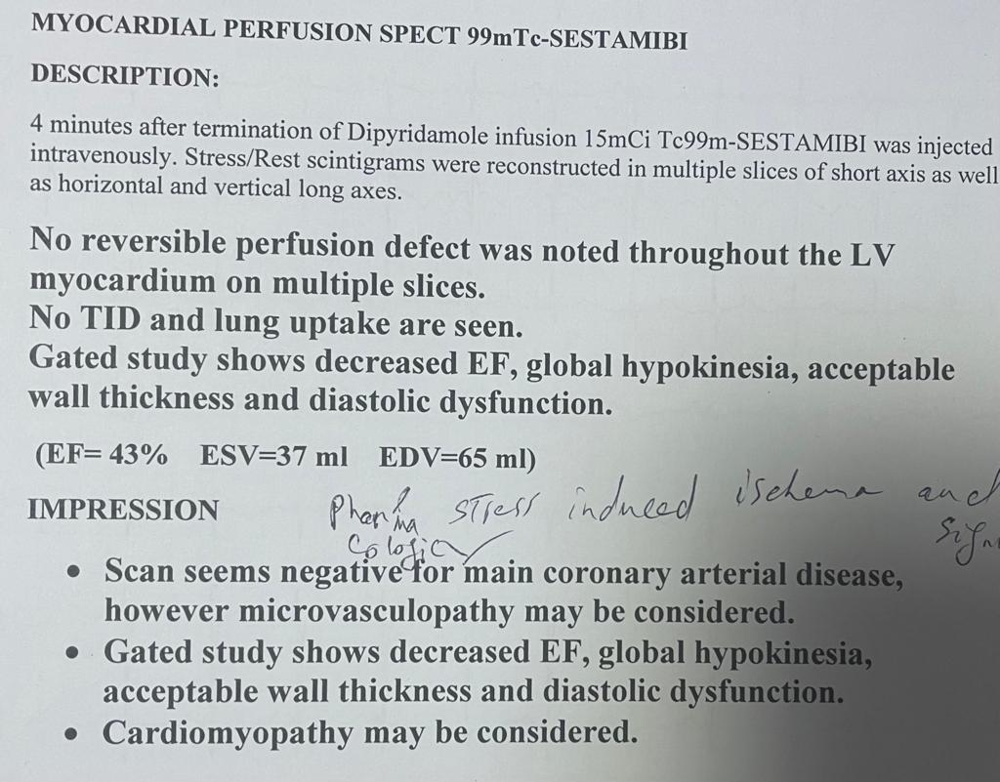 MYOCARDIAL PERFUSION SPECT 99mTc-SESTAMIBI
DESCRIPTION:
4 minutes after termination of Dipyridamole infusion 15mCi Tc99m-SESTAMIBI was injected
intravenously. Stress/Rest scintigrams were reconstructed in multiple slices of short axis as well
as horizontal and vertical long axes.
No reversible perfusion defect was noted throughout the LV
myocardium on multiple slices.
No TID and lung uptake are seen.
Gated study shows decreased EF, global hypokinesia, acceptable
wall thickness and diastolic dysfunction.
(EF= 43% ESV=37 ml EDV=65 ml)
IMPRESSION
Pharma stress induced ischema and
cologic
• Scan seems negative for main coronary arterial disease,
however microvasculopathy may be considered.
• Gated study shows decreased EF, global hypokinesia,
acceptable wall thickness and diastolic dysfunction.
• Cardiomyopathy may be considered.